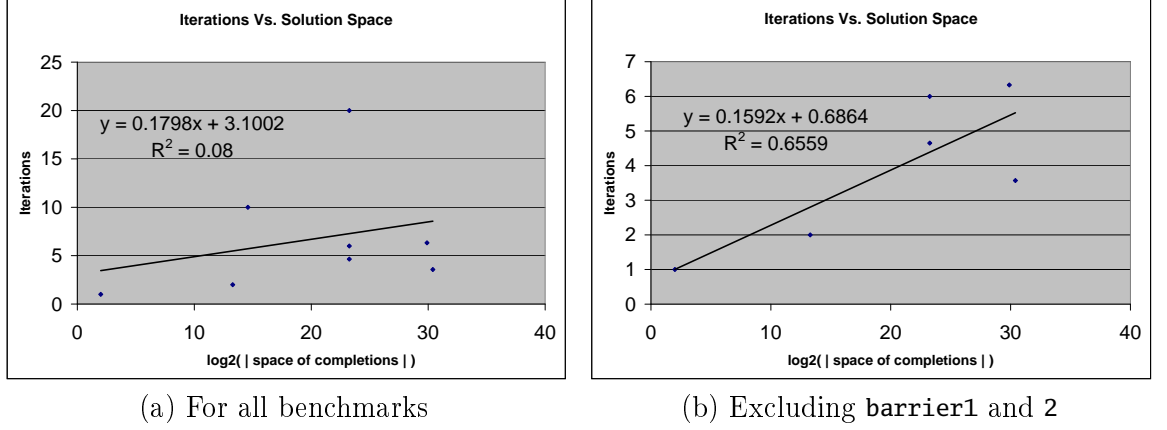 Iterations Vs. Solution Space
25
20
15
10
5
0
Iterations
y = 0.1798x + 3.1002
R² = 0.08
0 10 20 30 40
log2( | space of completions | )
(a) For all benchmarks
Iterations Vs. Solution Space
7
6
5
4
3
2
1
0
Iterations
y = 0.1592x + 0.6864
R² = 0.6559
0 10 20 30 40
log2( | space of completions | )
(b) Excluding barrier1 and 2